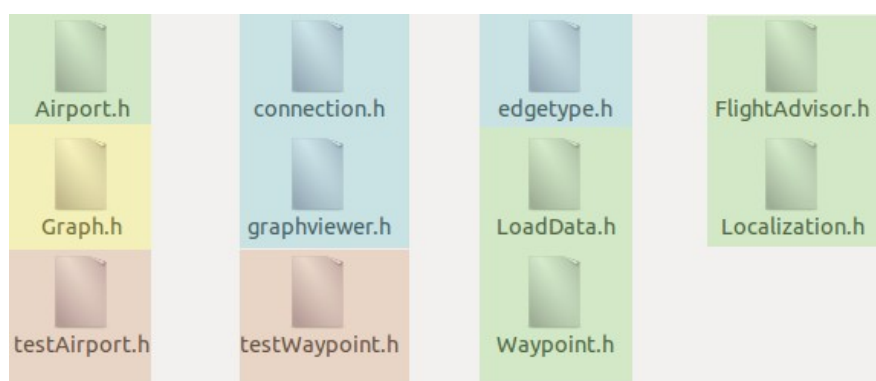 Airport.h
connection.h
edgetype.h
FlightAdvisor.h
Graph.h
graphviewer.h
LoadData.h
Localization.h
testAirport.h
testWaypoint.h
Waypoint.h